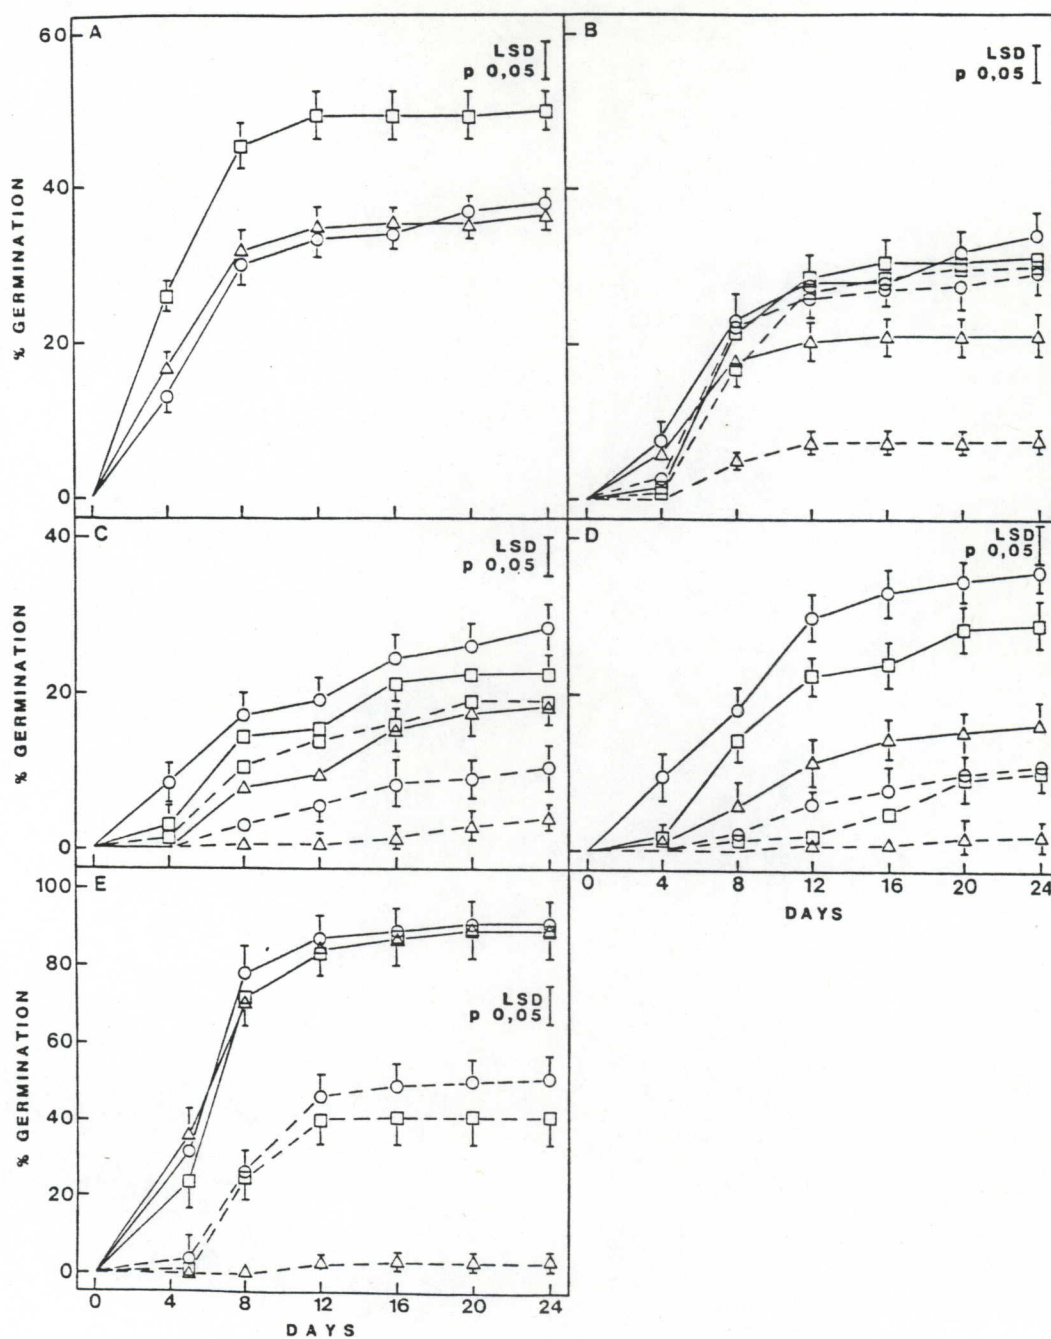 60
A
LSD
p 0,05
40
20
0
% GERMINATION
B
LSD
p 0,05
40
C
LSD
p 0,05
20
0
% GERMINATION
D
LSD
p 0,05
0 4 8 12 16 20 24
DAYS
100
E
80
LSD
p 0,05
60
40
20
0
% GERMINATION
0 4 8 12 16 20 24
DAYS